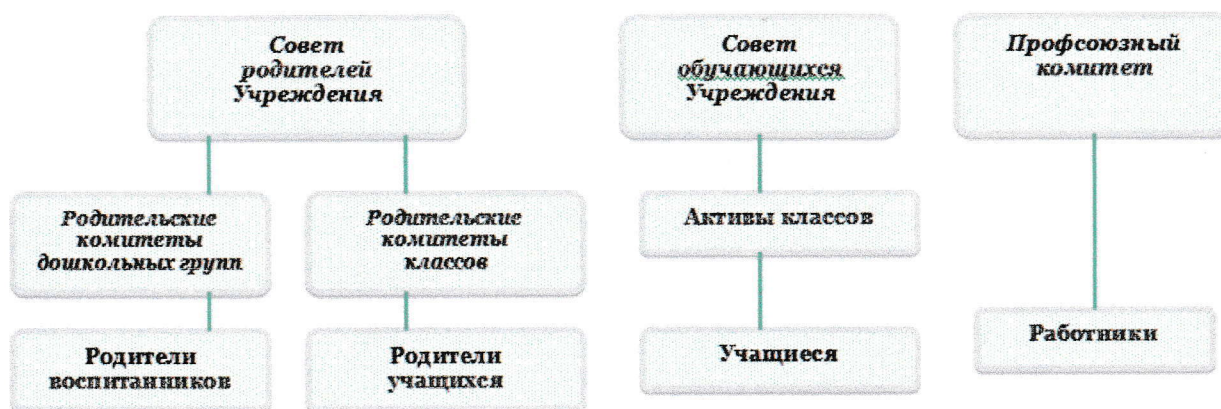 Совет
родителей
Учреждения
Совет
обучающихся
Учреждения
Профсоюзный
комитет
Родительские
комитеты
дошкольных групп
Родительские
комитеты
классов
Активы классов
Родители
воспитанников
Родители
учащихся
Учащиеся
Работники